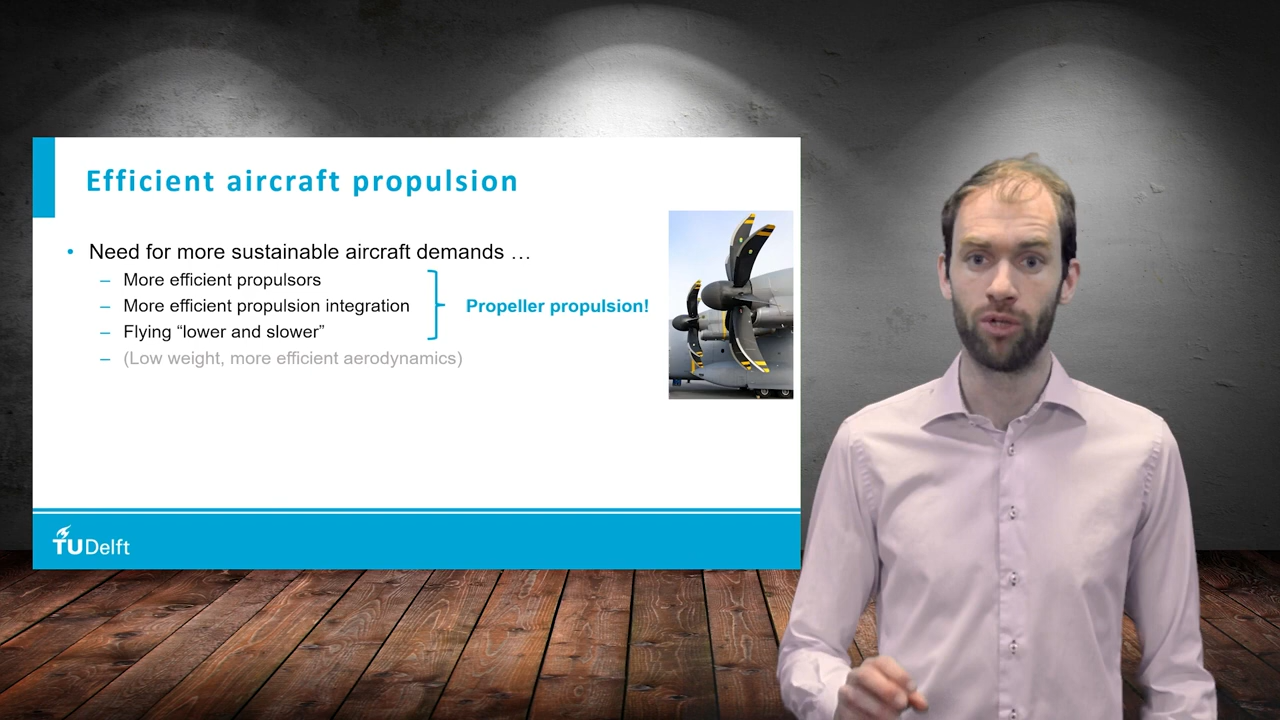 Efficient aircraft propulsion
• Need for more sustainable aircraft demands …
– More efficient propulsors
– More efficient propulsion integration
– Flying “lower and slower”
– (Low weight, more efficient aerodynamics)
Propeller propulsion!
TUDelft